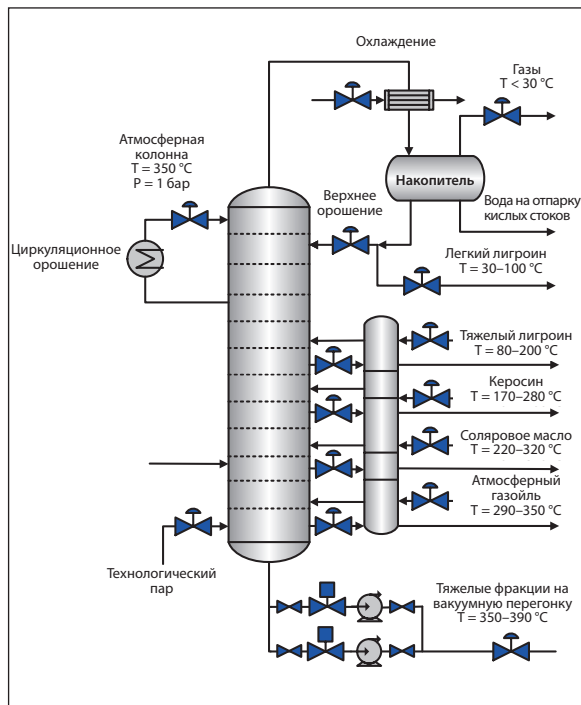 Охлаждение
Газы
T < 30 °C
Атмосферная
колонна
T = 350 °C
P = 1 бар
Накопитель
Верхнее
орошение
Вода на отпарку
кислых стоков
Циркуляционное
орошение
Легкий лигроин
T = 30–100 °C
Тяжелый лигроин
T = 80–200 °C
Керосин
T = 170–280 °C
Соляровое масло
T = 220–320 °C
Атмосферный
газойль
T = 290–350 °C
Технологический
пар
Тяжелые фракции на
вакуумную перегонку
T = 350–390 °C